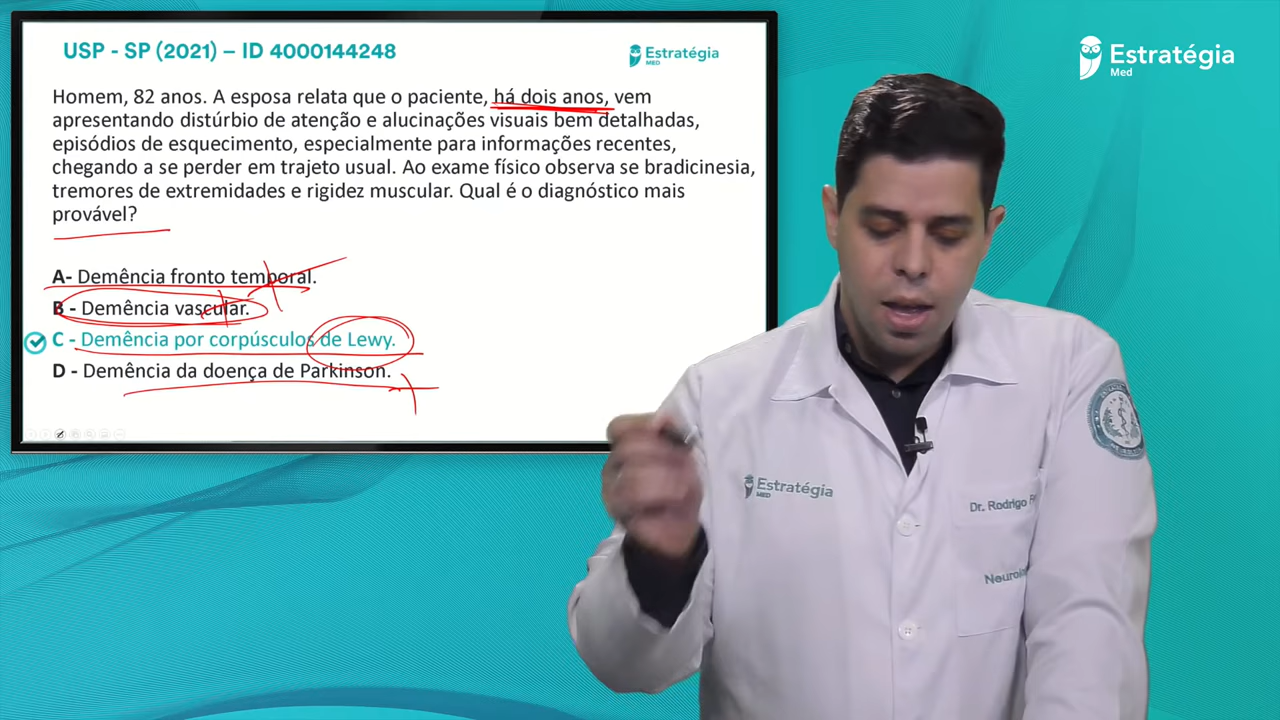 USP - SP (2021) – ID 4000144248
Estratégia
MED
Homem, 82 anos. A esposa relata que o paciente, há dois anos, vem
apresentando distúrbio de atenção e alucinações visuais bem detalhadas,
episódios de esquecimento, especialmente para informações recentes,
chegando a se perder em trajeto usual. Ao exame físico observa se bradicinesia,
tremores de extremidades e rigidez muscular. Qual é o diagnóstico mais
provável?
A- Demência fronto temporal.
B - Demência vascular.
C - Demência por corpúsculos de Lewy.
D - Demência da doença de Parkinson.
Estratégia
Med
Estratégia
MED
Dr. Rodrigo